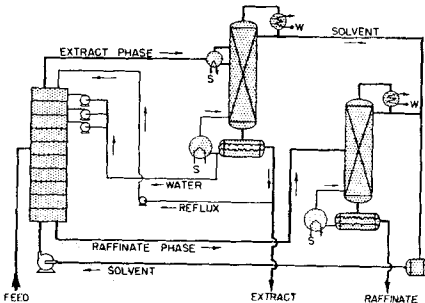 W
SOLVENT
EXTRACT PHASE
S
W
S
WATER
REFLUX
S
RAFFINATE PHASE
SOLVENT
FEED
EXTRACT
RAFFINATE